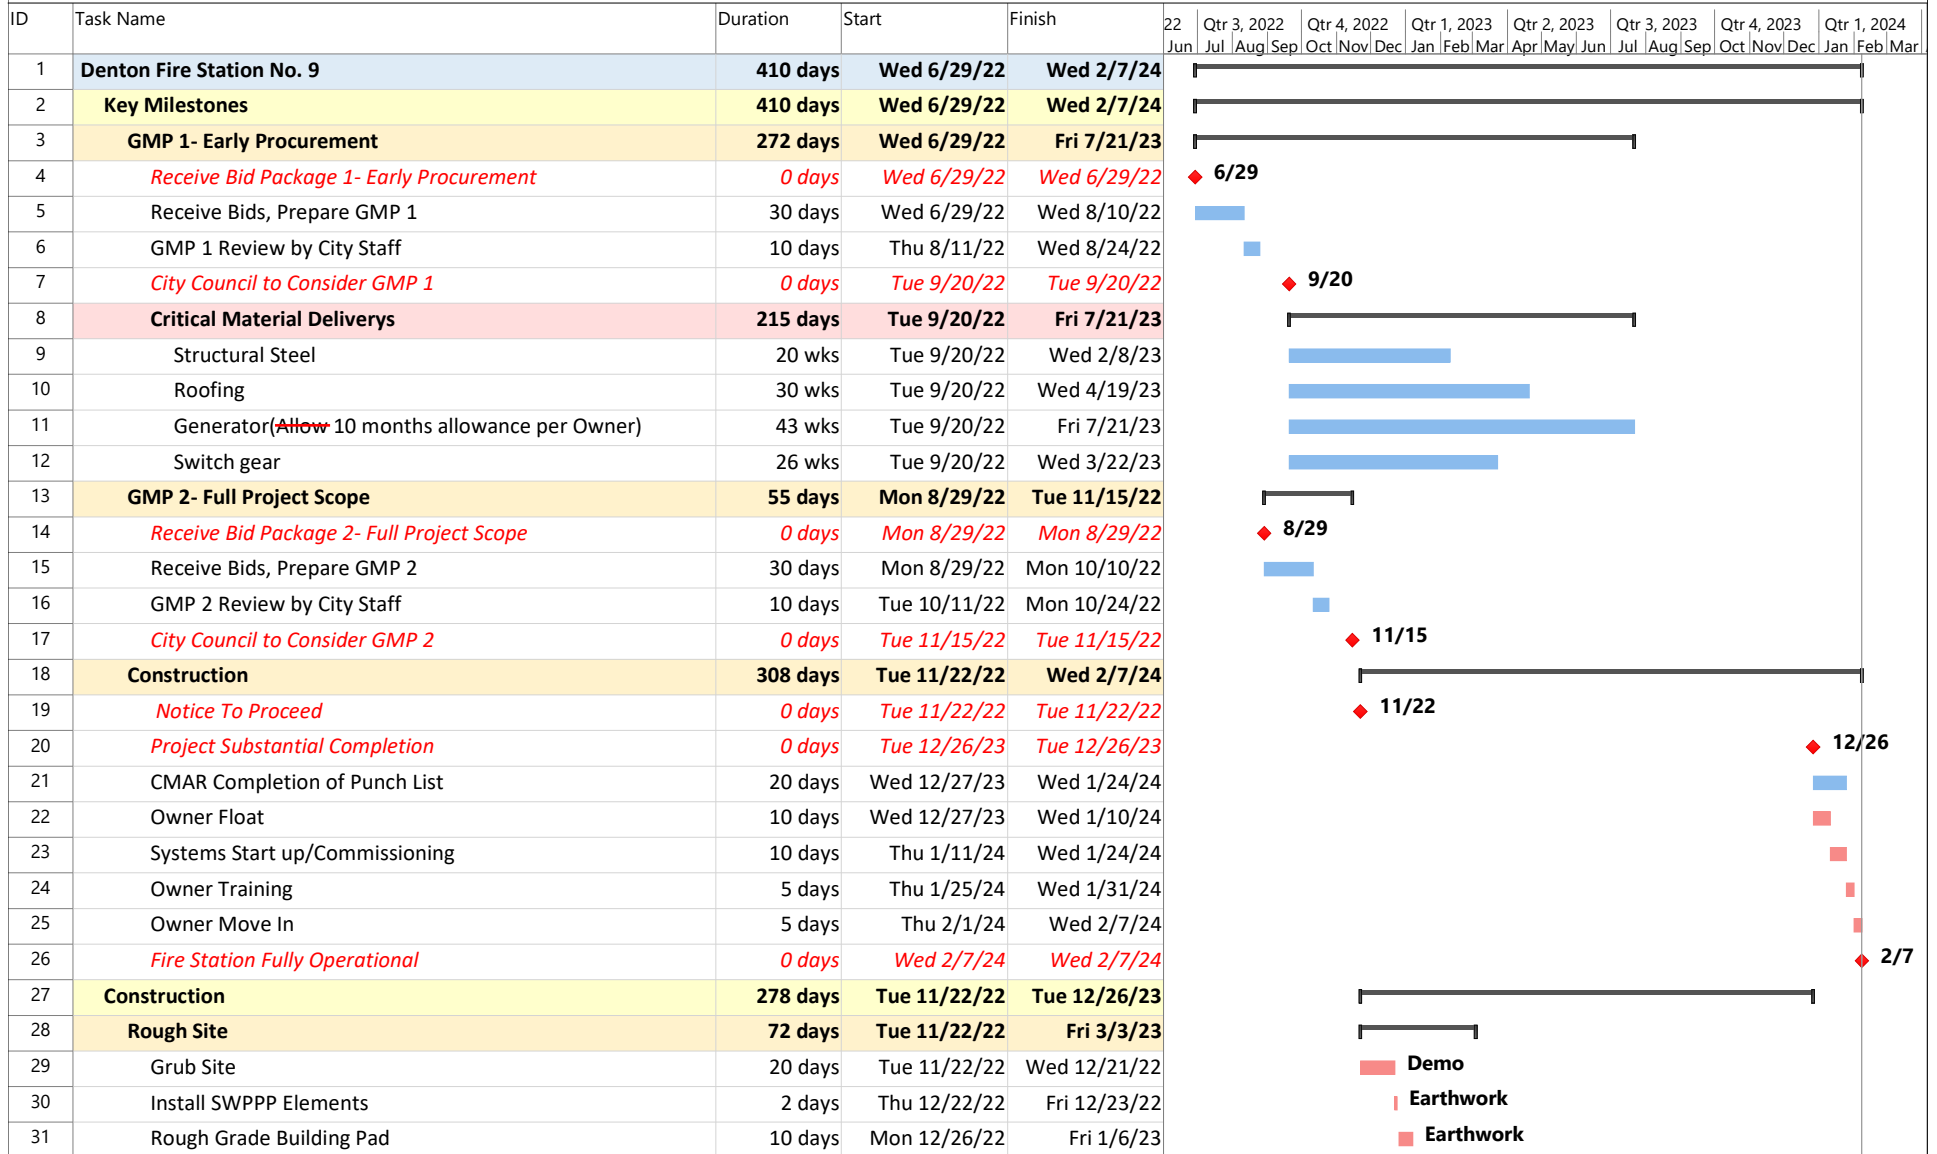 ID Task Name Duration Start Finish 22 Qtr 3, 2022 Qtr 4, 2022 Qtr 1, 2023 Qtr 2, 2023 Qtr 3, 2023 Qtr 4, 2023 Qtr 1, 2024
Jun Jul Aug Sep Oct Nov Dec Jan Feb Mar Apr May Jun Jul Aug Sep Oct Nov Dec Jan Feb Mar
1 Denton Fire Station No. 9 410 days Wed 6/29/22 Wed 2/7/24
2 Key Milestones 410 days Wed 6/29/22 Wed 2/7/24
3 GMP 1- Early Procurement 272 days Wed 6/29/22 Fri 7/21/23
4 Receive Bid Package 1- Early Procurement 0 days Wed 6/29/22 Wed 6/29/22 6/29
5 Receive Bids, Prepare GMP 1 30 days Wed 6/29/22 Wed 8/10/22
6 GMP 1 Review by City Staff 10 days Thu 8/11/22 Wed 8/24/22
7 City Council to Consider GMP 1 0 days Tue 9/20/22 Tue 9/20/22 9/20
8 Critical Material Deliverys 215 days Tue 9/20/22 Fri 7/21/23
9 Structural Steel 20 wks Tue 9/20/22 Wed 2/8/23
10 Roofing 30 wks Tue 9/20/22 Wed 4/19/23
11 Generator(Allow 10 months allowance per Owner) 43 wks Tue 9/20/22 Fri 7/21/23
12 Switch gear 26 wks Tue 9/20/22 Wed 3/22/23
13 GMP 2- Full Project Scope 55 days Mon 8/29/22 Tue 11/15/22
14 Receive Bid Package 2- Full Project Scope 0 days Mon 8/29/22 Mon 8/29/22 8/29
15 Receive Bids, Prepare GMP 2 30 days Mon 8/29/22 Mon 10/10/22
16 GMP 2 Review by City Staff 10 days Tue 10/11/22 Mon 10/24/22
17 City Council to Consider GMP 2 0 days Tue 11/15/22 Tue 11/15/22 11/15
18 Construction 308 days Tue 11/22/22 Wed 2/7/24
19 Notice To Proceed 0 days Tue 11/22/22 Tue 11/22/22 11/22
20 Project Substantial Completion 0 days Tue 12/26/23 Tue 12/26/23 12/26
21 CMAR Completion of Punch List 20 days Wed 12/27/23 Wed 1/24/24
22 Owner Float 10 days Wed 12/27/23 Wed 1/10/24
23 Systems Start up/Commissioning 10 days Thu 1/11/24 Wed 1/24/24
24 Owner Training 5 days Thu 1/25/24 Wed 1/31/24
25 Owner Move In 5 days Thu 2/1/24 Wed 2/7/24
26 Fire Station Fully Operational 0 days Wed 2/7/24 Wed 2/7/24 2/7
27 Construction 278 days Tue 11/22/22 Tue 12/26/23
28 Rough Site 72 days Tue 11/22/22 Fri 3/3/23
29 Grub Site 20 days Tue 11/22/22 Wed 12/21/22 Demo
30 Install SWPPP Elements 2 days Thu 12/22/22 Fri 12/23/22 Earthwork
31 Rough Grade Building Pad 10 days Mon 12/26/22 Fri 1/6/23 Earthwork